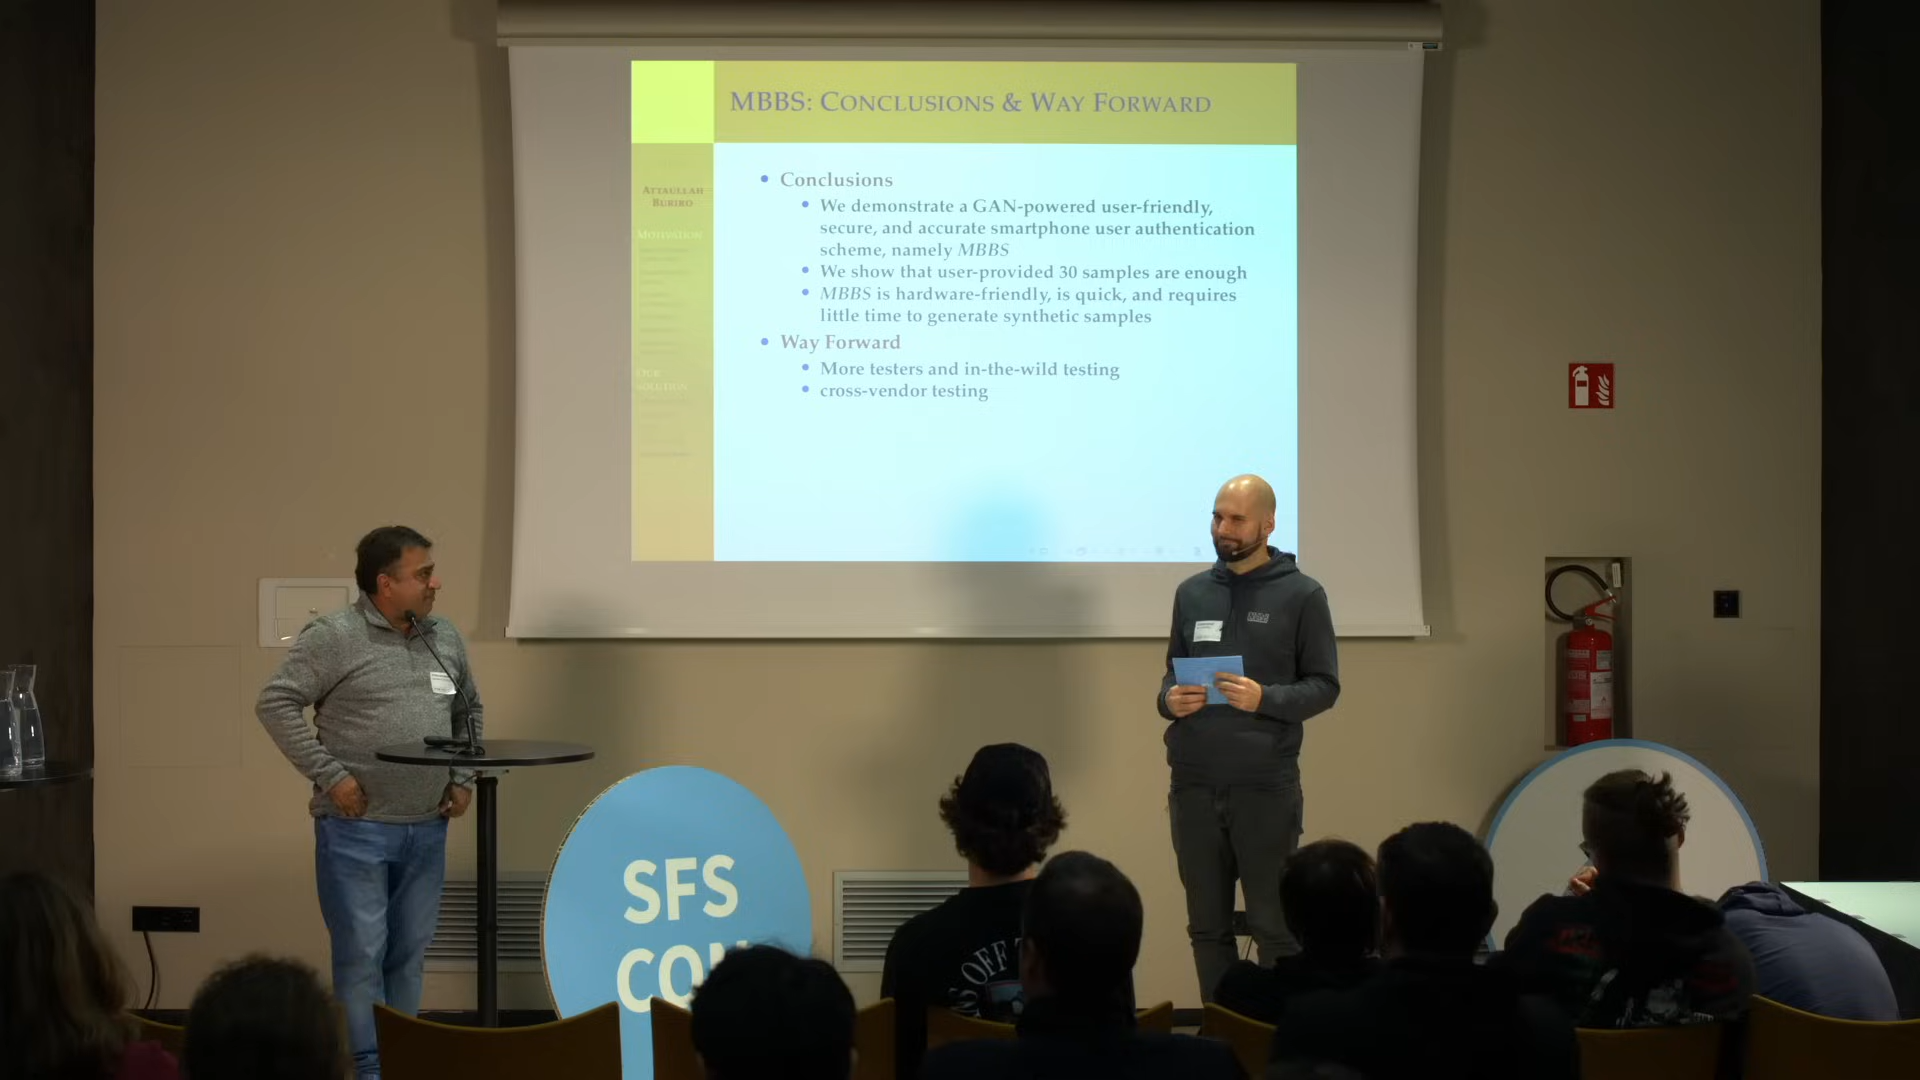 MBBS: CONCLUSIONS & WAY FORWARD
ATTAULLAH
BURIRO
MOTIVATION
OUR
SOLUTION
Conclusions
We demonstrate a GAN-powered user-friendly,
secure, and accurate smartphone user authentication
scheme, namely MBBS
We show that user-provided 30 samples are enough
MBBS is hardware-friendly, is quick, and requires
little time to generate synthetic samples
Way Forward
More testers and in-the-wild testing
cross-vendor testing
SFS
CON
OFF